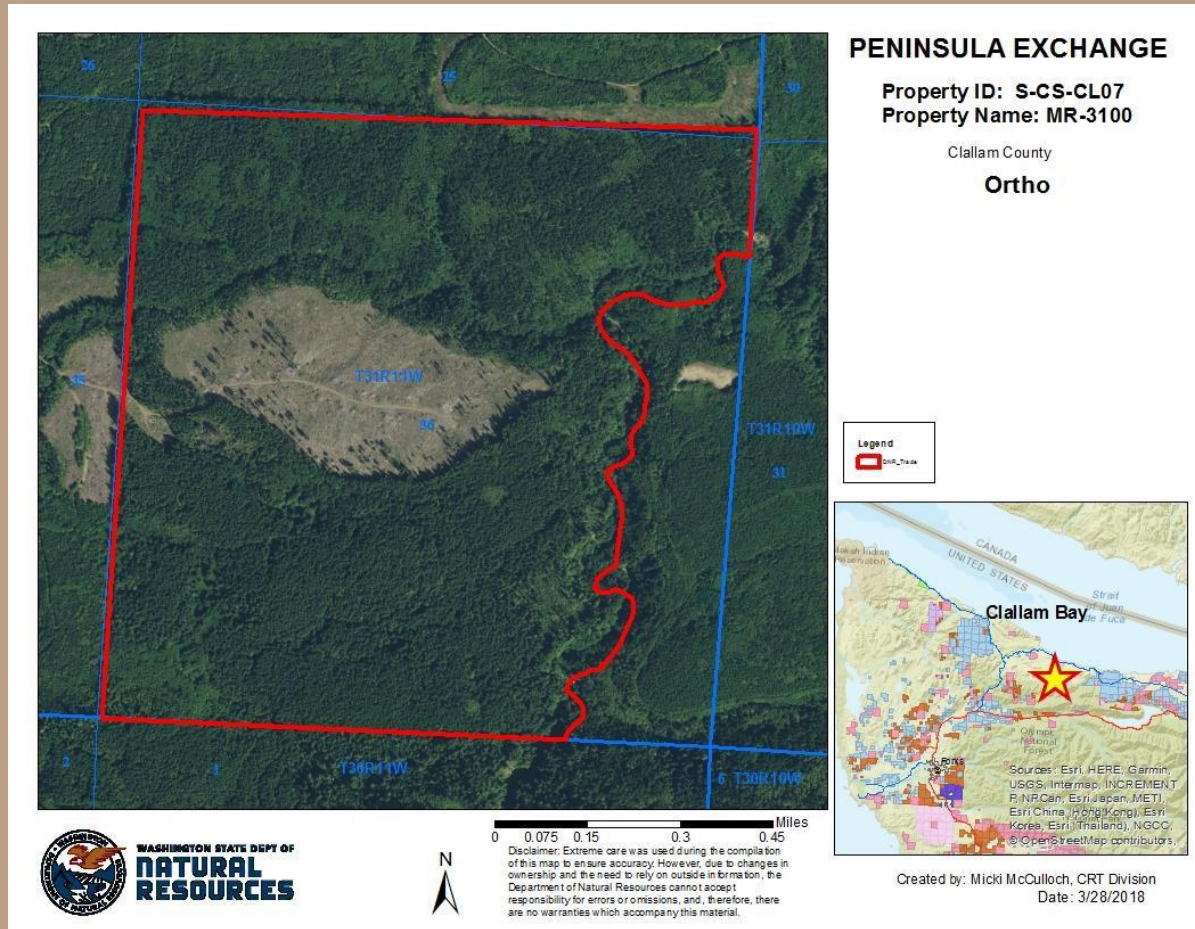 PENINSULA EXCHANGE
Property ID: S-CS-CL07
Property Name: MR-3100
Clallam County
Ortho
26
25
30
35
T31R11W
36
T31R10W
31
2
1
T30R11W
6 T30R10W
Legend
DNR_Trade
CANADA
UNITED STATES
Makah Indian
Reservation
Strait
of Juan
de Fuca
Clallam Bay
Olympic
National
Forest
Forks
Sources: Esri, HERE, Garmin,
USGS, Intermap, INCREMENT
P, NRCan, Esri Japan, METI,
Esri China (Hong Kong), Esri
Korea, Esri (Thailand), NGCC,
© OpenStreetMap contributors,
WASHINGTON STATE DEPT OF
NATURAL
RESOURCES
N
Miles
0 0.075 0.15 0.3 0.45
Disclaimer: Extreme care was used during the compilation
of this map to ensure accuracy. However, due to changes in
ownership and the need to rely on outside information, the
Department of Natural Resources cannot accept
responsibility for errors or omissions, and, therefore, there
are no warranties which accompany this material.
Created by: Micki McCulloch, CRT Division
Date: 3/28/2018